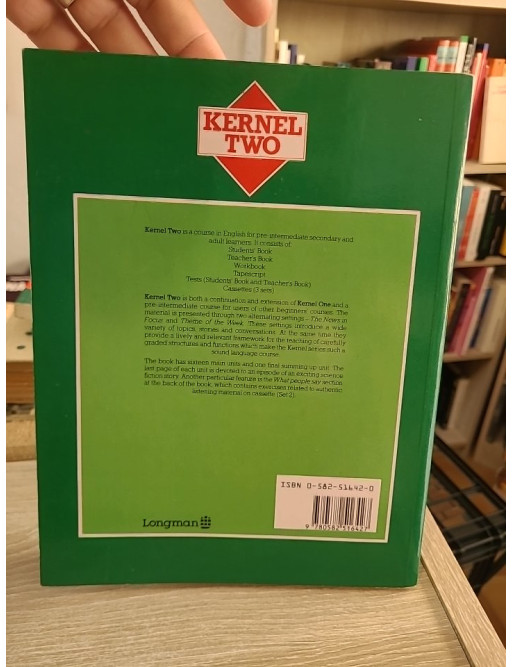 KERNEL
TWO
Kernel Two is a course in English for pre-intermediate secondary and
adult learners. It consists of
Students' Book
Teacher's Book
Workbook
Tapescript
Tests (Students' Book and Teacher's Book)
Cassettes (2 sets)
Kernel Two is both a continuation and extension of Kernel One and a
pre-intermediate course for users of other beginners' courses. The
material is presented through two alternating settings – The News in
Focus and Theme of the Week. These settings introduce a wide
variety of topics, stories and conversations. At the same time they
provide a lively and relevant framework for the teaching of carefully
graded structures and functions which make the Kernel series such a
sound language course.
The book has sixteen main units and one final summing up unit. The
last page of each unit is devoted to an episode of an exciting science
fiction story. Another particular feature is the What people say section
at the back of the book, which contains exercises related to authentic
listening material on cassette (Set 2).
ISBN 0-582-51642-0
9 780582 516427
Longman